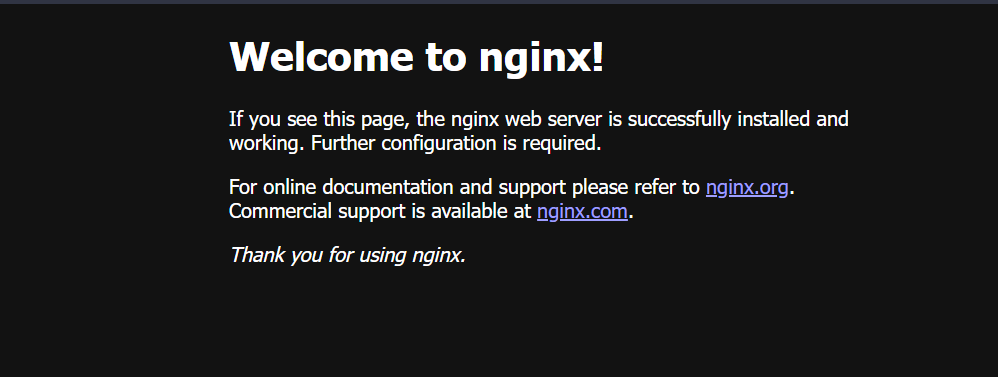 Welcome to nginx!
If you see this page, the nginx web server is successfully installed and
working. Further configuration is required.
For online documentation and support please refer to nginx.org.
Commercial support is available at nginx.com.
Thank you for using nginx.